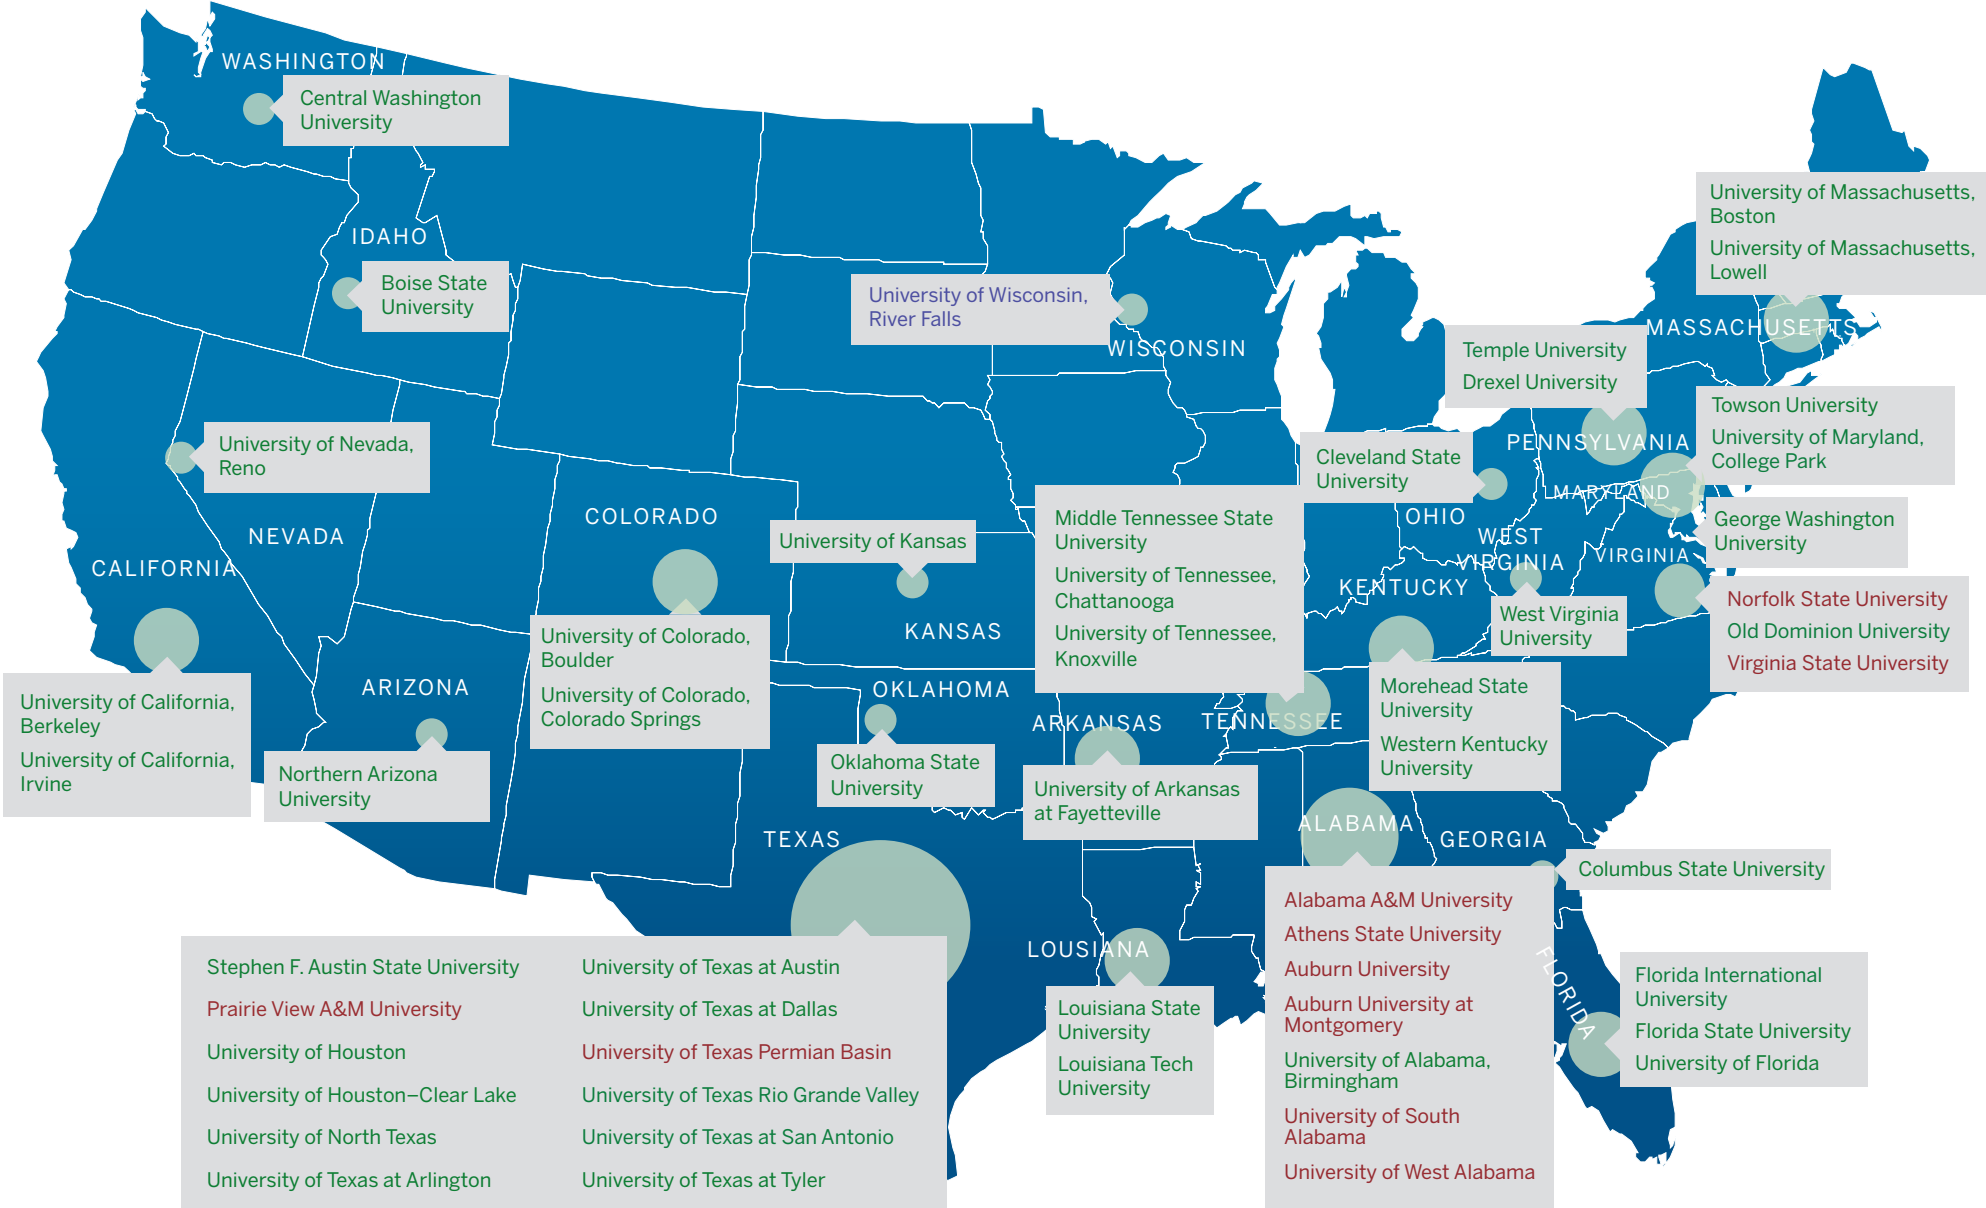 WASHINGTON
Central Washington
University
IDAHO
Boise State
University
University of Wisconsin,
River Falls
WISCONSIN
University of Massachusetts,
Boston
University of Massachusetts,
Lowell
MASSACHUSETTS
Temple University
Drexel University
PENNSYLVANIA
Towson University
University of Maryland,
College Park
MARYLAND
George Washington
University
Cleveland State
University
OHIO
WEST
VIRGINIA
West Virginia
University
VIRGINIA
Norfolk State University
Old Dominion University
Virginia State University
University of Nevada,
Reno
NEVADA
CALIFORNIA
University of California,
Berkeley
University of California,
Irvine
ARIZONA
Northern Arizona
University
COLORADO
University of Colorado,
Boulder
University of Colorado,
Colorado Springs
University of Kansas
KANSAS
OKLAHOMA
Oklahoma State
University
Middle Tennessee State
University
University of Tennessee,
Chattanooga
University of Tennessee,
Knoxville
TENNESSEE
KENTUCKY
Morehead State
University
Western Kentucky
University
ARKANSAS
University of Arkansas
at Fayetteville
TEXAS
Stephen F. Austin State University
Prairie View A&M University
University of Houston
University of Houston–Clear Lake
University of North Texas
University of Texas at Arlington
University of Texas at Austin
University of Texas at Dallas
University of Texas Permian Basin
University of Texas Rio Grande Valley
University of Texas at San Antonio
University of Texas at Tyler
LOUSIANA
Louisiana State
University
Louisiana Tech
University
ALABAMA
Alabama A&M University
Athens State University
Auburn University
Auburn University at
Montgomery
University of Alabama,
Birmingham
University of South
Alabama
University of West Alabama
GEORGIA
Columbus State University
FLORIDA
Florida International
University
Florida State University
University of Florida